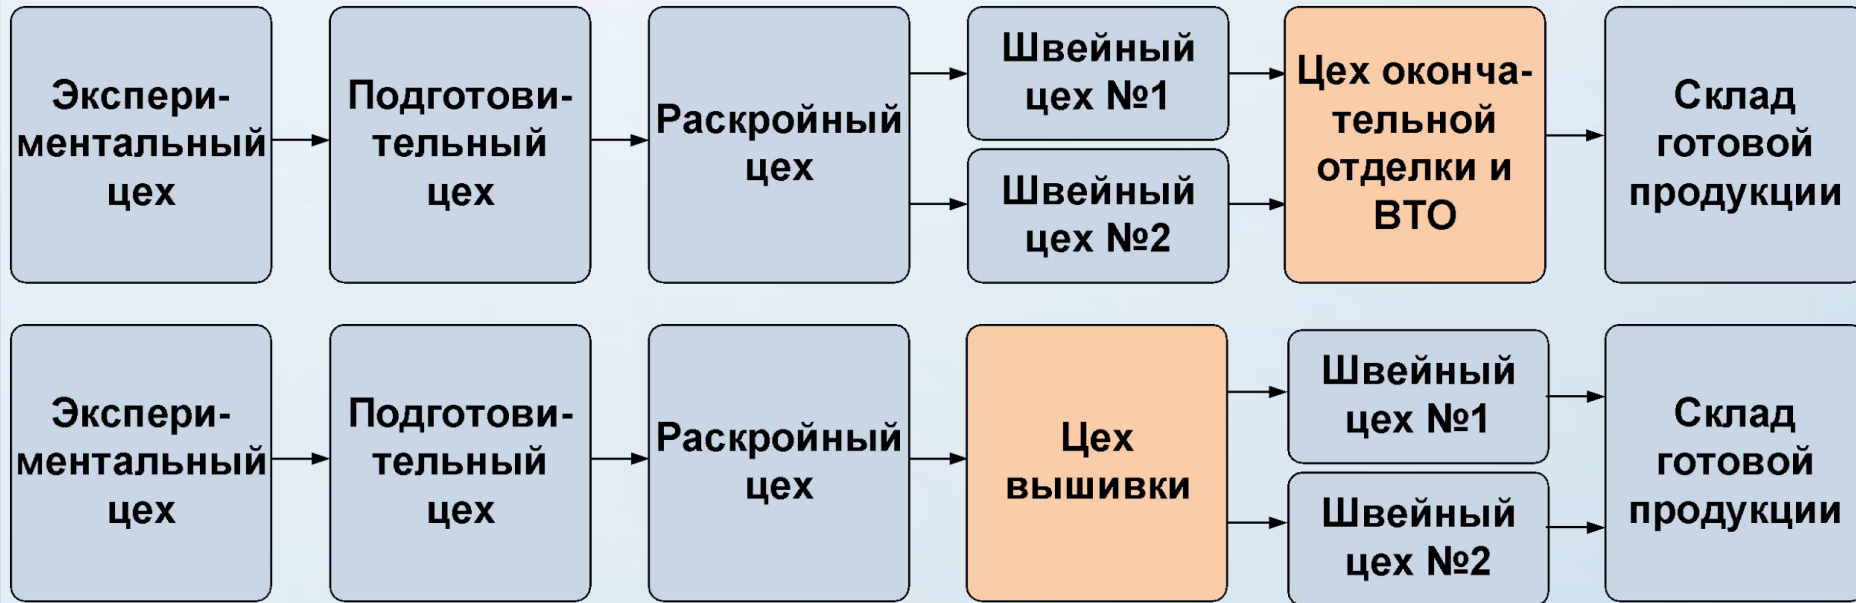 Экспери-
ментальный
цех
Подготови-
тельный
цех
Раскройный
цех
Швейный
цех №1
Швейный
цех №2
Цех оконча-
тельной
отделки и
ВТО
Склад
готовой
продукции
Экспери-
ментальный
цех
Подготови-
тельный
цех
Раскройный
цех
Цех
вышивки
Швейный
цех №1
Швейный
цех №2
Склад
готовой
продукции